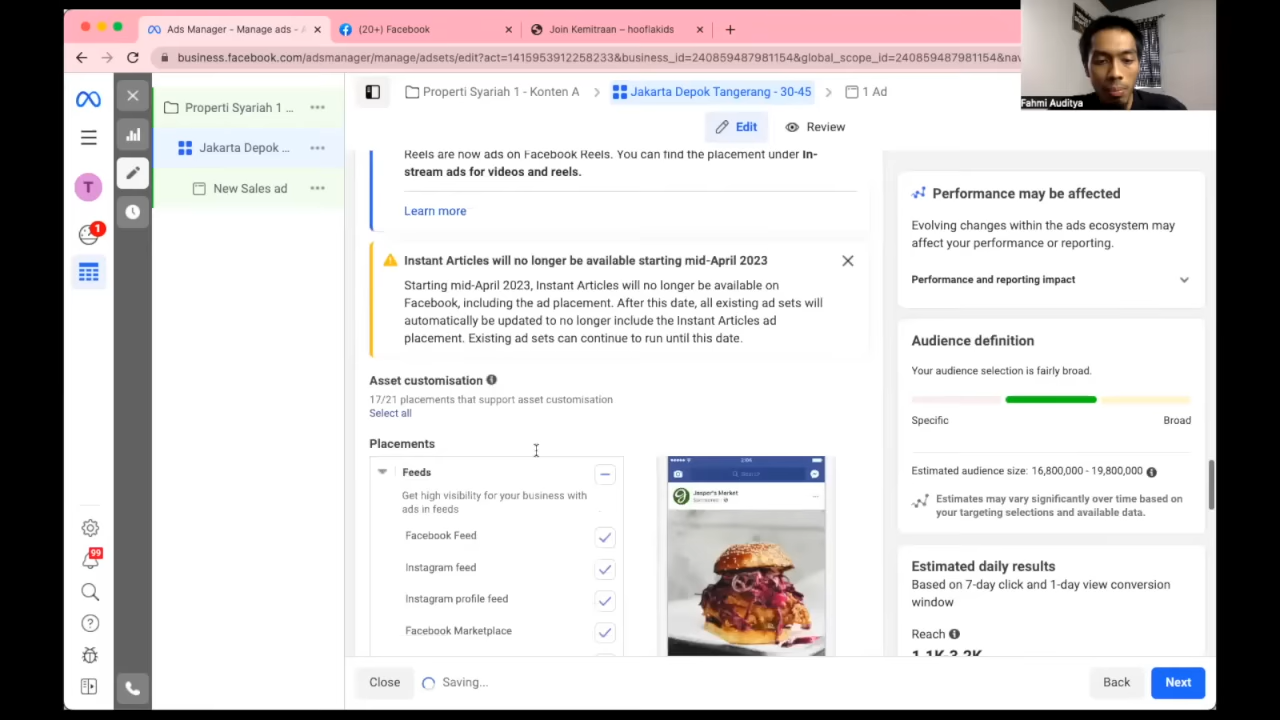 Ads Manager - Manage ads - A
(20+) Facebook
Join Kemitraan – hooflakids
business.facebook.com/adsmanager/manage/adsets/edit?act=1415953912258233&business_id=240859487981154&global_scope_id=240859487981154&nav
Fahmi Auditya
Properti Syariah 1 ...
Jakarta Depok ...
New Sales ad
T
1
99
Properti Syariah 1 - Konten A
Jakarta Depok Tangerang - 30-45
1 Ad
Edit
Review
Reels are now ads on Facebook Reels. You can find the placement under In-
stream ads for videos and reels.
Learn more
Instant Articles will no longer be available starting mid-April 2023
Starting mid-April 2023, Instant Articles will no longer be available on
Facebook, including the ad placement. After this date, all existing ad sets will
automatically be updated to no longer include the Instant Articles ad
placement. Existing ad sets can continue to run until this date.
Asset customisation
17/21 placements that support asset customisation
Select all
Placements
Feeds
Get high visibility for your business with
ads in feeds
Facebook Feed
Instagram feed
Instagram profile feed
Facebook Marketplace
Jasper's Market
Performance may be affected
Evolving changes within the ads ecosystem may
affect your performance or reporting.
Performance and reporting impact
Audience definition
Your audience selection is fairly broad.
Specific
Broad
Estimated audience size: 16,800,000 - 19,800,000
Estimates may vary significantly over time based on
your targeting selections and available data.
Estimated daily results
Based on 7-day click and 1-day view conversion
window
Reach
1.1K-3.2K
Close
Saving...
Back
Next